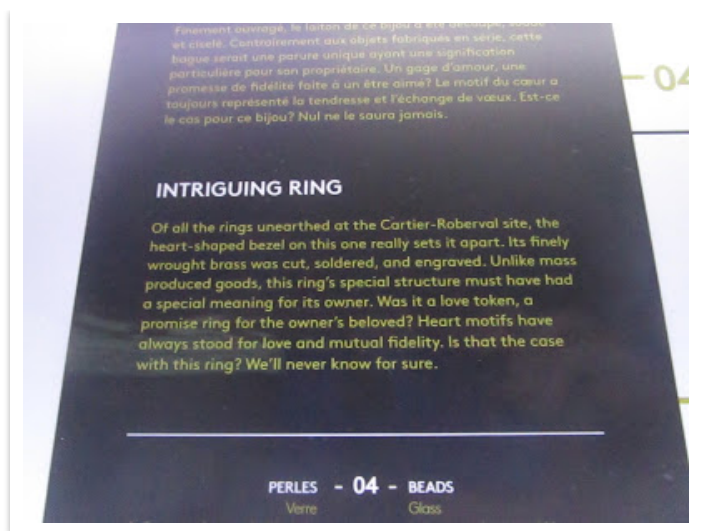 finement ouvragé, le laiton de ce bijou a été découpé, soudé
et ciselé. Contrairement aux objets fabriqués en série, cette
bague serait une parure unique ayant une signification
particulière pour son propriétaire. Un gage d'amour, une
promesse de fidélité faite à un être aimé? Le motif du cœur a
toujours représenté la tendresse et l'échange de vœux. Est-ce
le cas pour ce bijou? Nul ne le saura jamais.
INTRIGUING RING
Of all the rings unearthed at the Cartier-Roberval site, the
heart-shaped bezel on this one really sets it apart. Its finely
wrought brass was cut, soldered, and engraved. Unlike mass
produced goods, this ring's special structure must have had
a special meaning for its owner. Was it a love token, a
promise ring for the owner's beloved? Heart motifs have
always stood for love and mutual fidelity. Is that the case
with this ring? We'll never know for sure.
PERLES - 04 - BEADS
Verre Glass
04